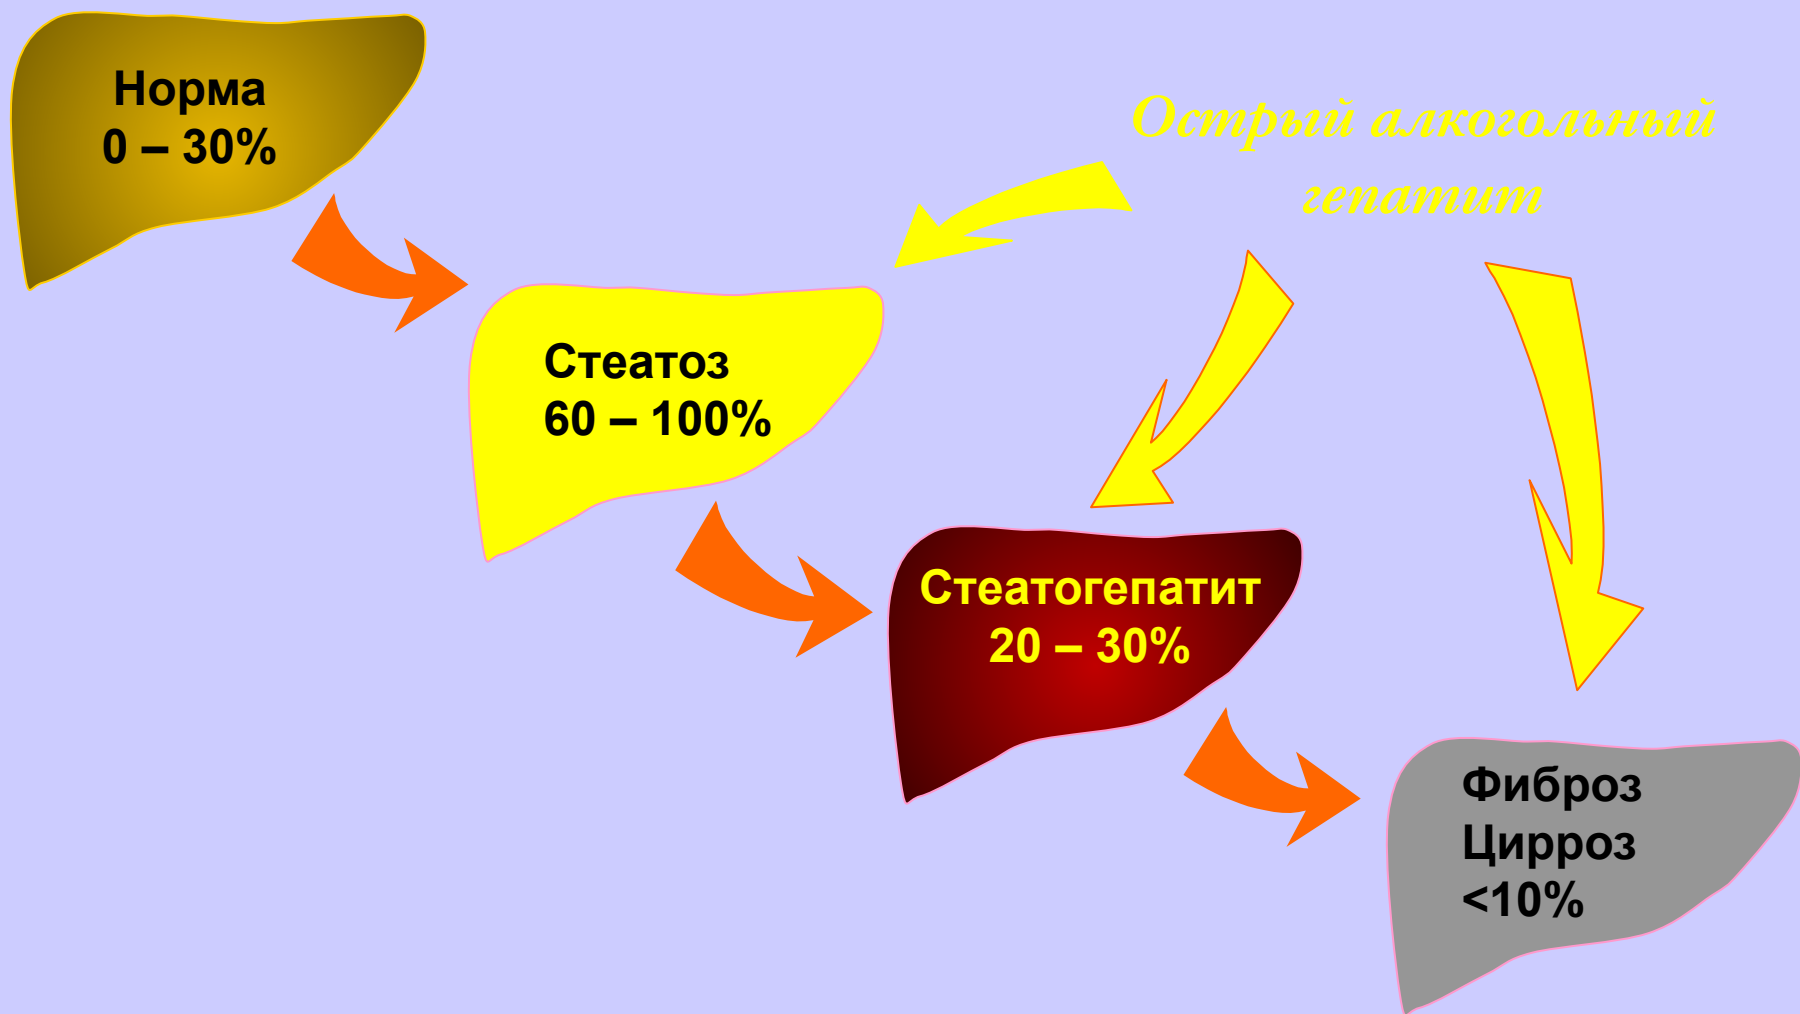 Норма
0 – 30%
Острый алкогольный
гепатит
Стеатоз
60 – 100%
Стеатогепатит
20 – 30%
Фиброз
Цирроз
<10%